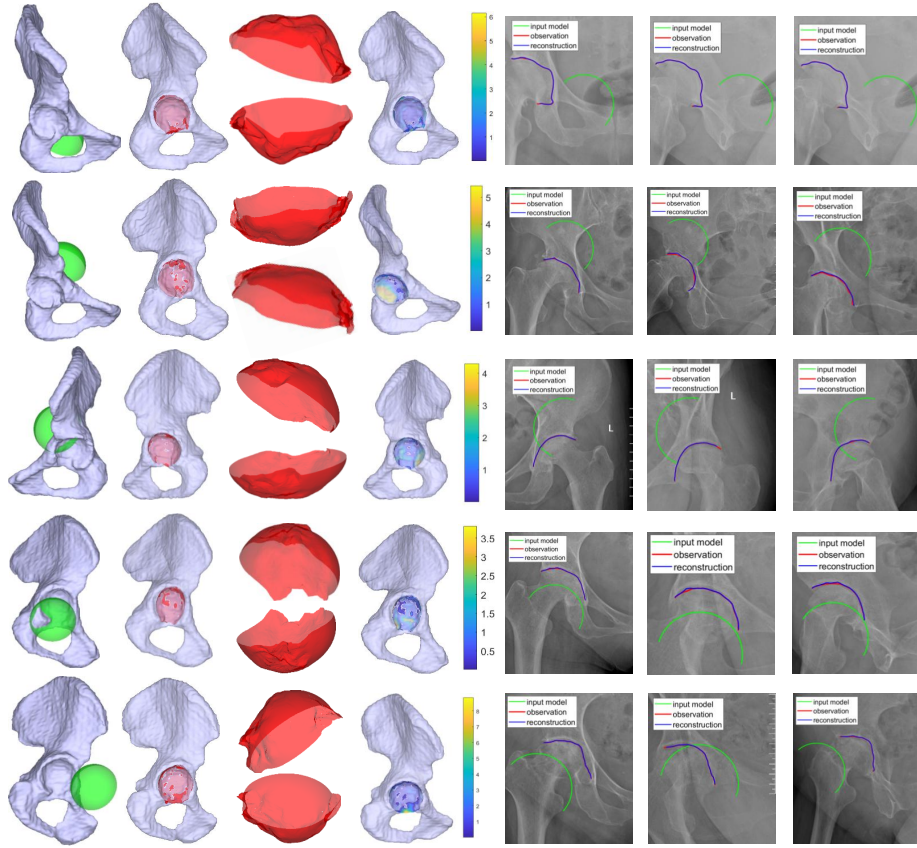 6
5
4
3
2
1
input model
observation
reconstruction
input model
observation
reconstruction
input model
observation
reconstruction
5
4
3
2
1
input model
observation
reconstruction
input model
observation
reconstruction
input model
observation
reconstruction
4
3
2
1
input model
observation
reconstruction
L
input model
observation
reconstruction
L
input model
observation
reconstruction
3.5
3
2.5
2
1.5
1
0.5
input model
observation
reconstruction
input model
observation
reconstruction
input model
observation
reconstruction
8
7
6
5
4
3
2
1
0
input model
observation
reconstruction
input model
observation
reconstruction
input model
observation
reconstruction